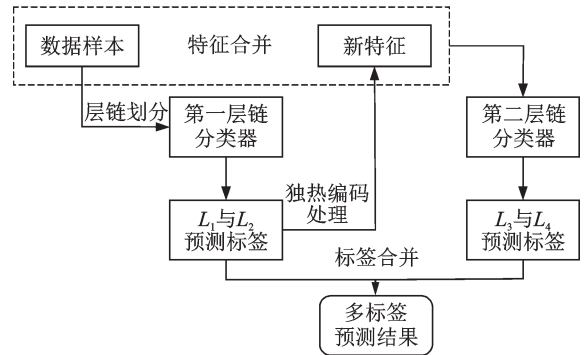 数据样本
特征合并
新特征
层链划分
第一层链
分类器
第二层链
分类器
独热编码
处理
L₁与L₂
预测标签
L₃与L₄
预测标签
标签合并
多标签
预测结果